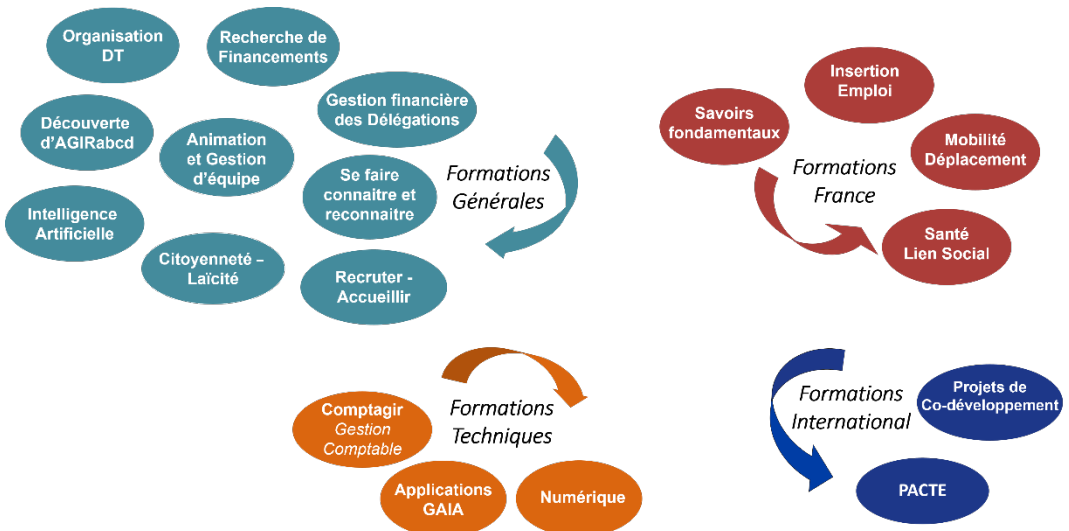 Organisation
DT
Recherche de
Financements
Gestion financière
des Délégations
Découverte
d'AGIRabcd
Animation
et Gestion
d'équipe
Se faire
connaitre et
reconnaitre
Formations
Générales
Intelligence
Artificielle
Citoyenneté –
Laïcité
Recruter -
Accueillir
Insertion
Emploi
Savoirs
fondamentaux
Mobilité
Déplacement
Formations
France
Santé
Lien Social
Comptagir
Gestion
Comptable
Formations
Techniques
Applications
GAIA
Numérique
Formations
International
Projets de
Co-développement
PACTE